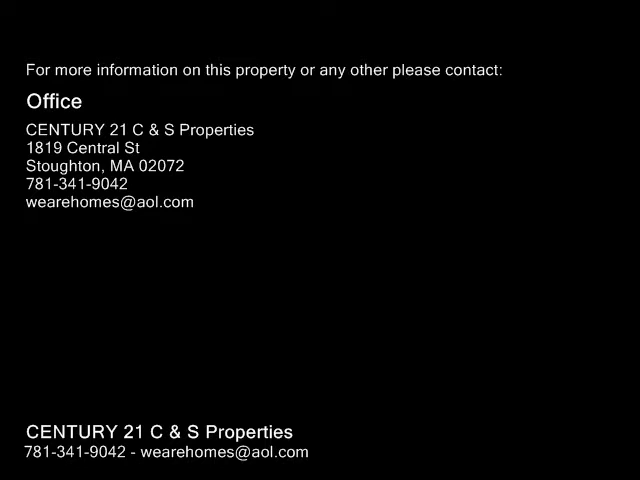 For more information on this property or any other please contact:
Office
CENTURY 21 C & S Properties
1819 Central St
Stoughton, MA 02072
781-341-9042
wearehomes@aol.com
CENTURY 21 C & S Properties
781-341-9042 - wearehomes@aol.com